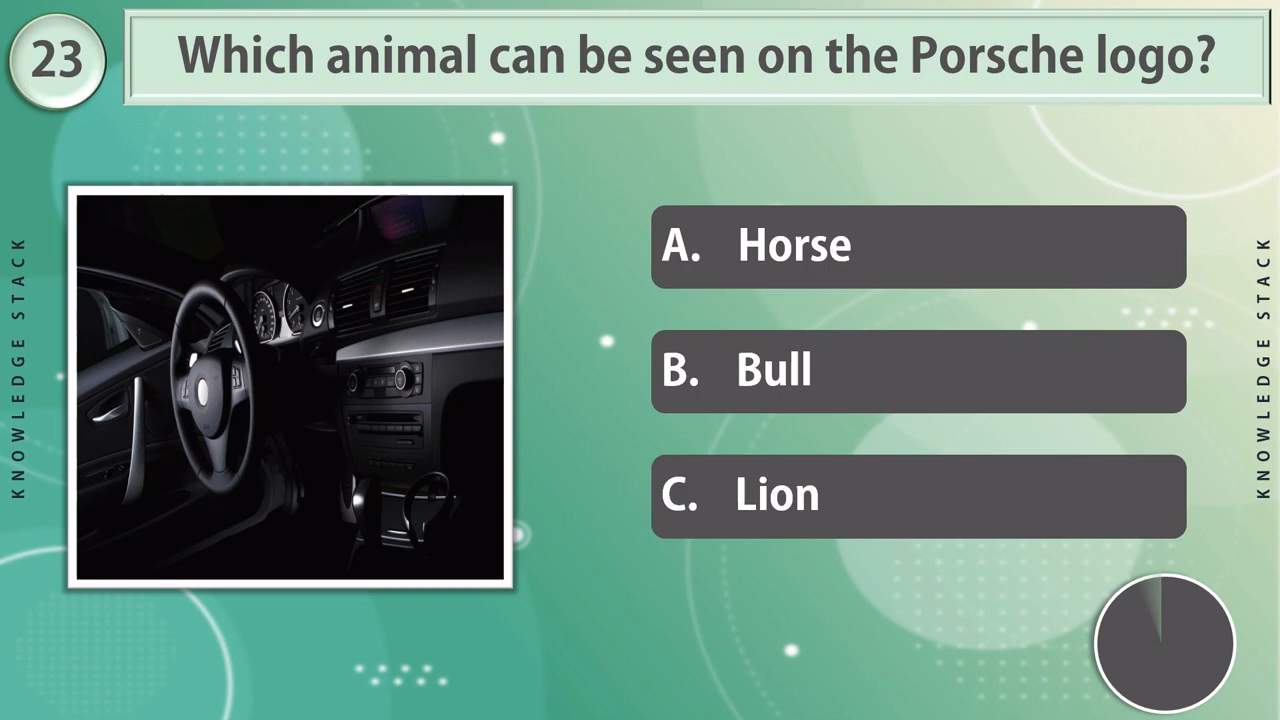 23
Which animal can be seen on the Porsche logo?
KNOWLEDGE STACK
A. Horse
B. Bull
C. Lion
KNOWLEDGE STACK